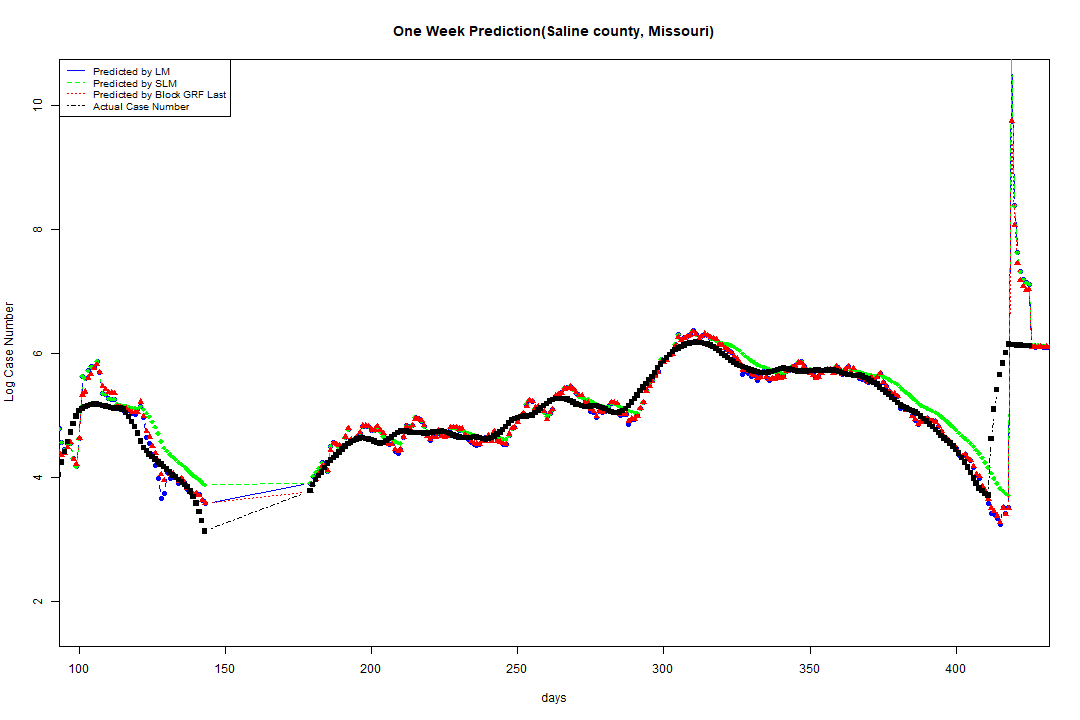 One Week Prediction(Saline county, Missouri)
Predicted by LM
Predicted by SLM
Predicted by Block GRF Last
Actual Case Number
Log Case Number
10
8
6
4
2
100 150 200 250 300 350 400
days